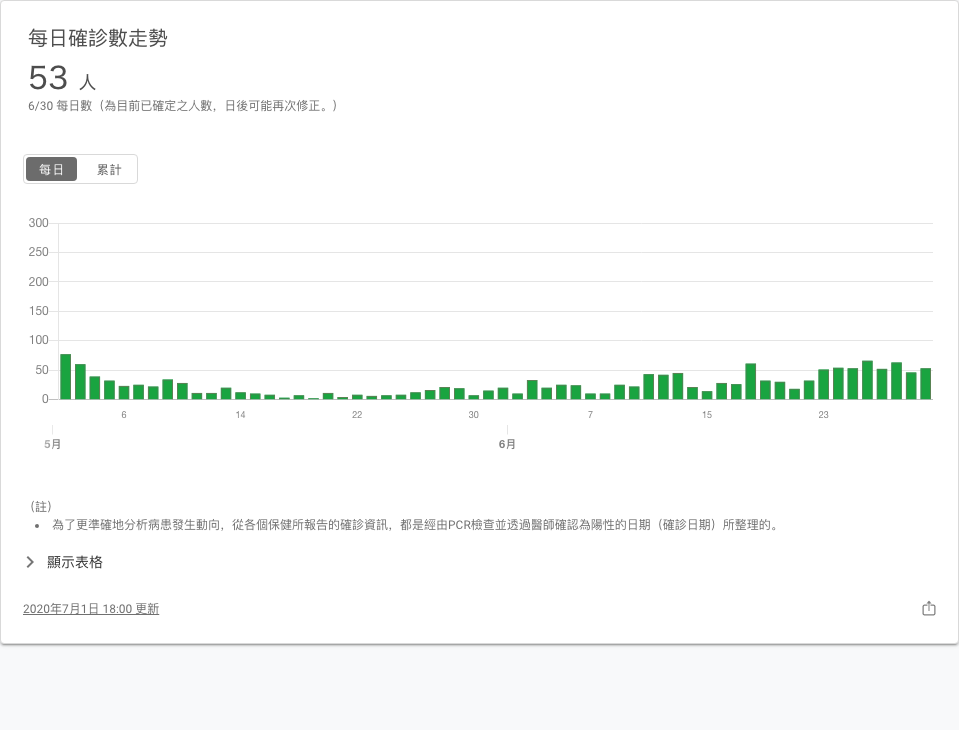 每日確診數走勢
53 人
6/30 每日數（為目前已確定之人數，日後可能再次修正。）
每日 累計
300
250
200
150
100
50
0
6 14 22 30 7 15 23
5月 6月
（註）
• 為了更準確地分析病患發生動向，從各個保健所報告的確診資訊，都是經由PCR檢查並透過醫師確認為陽性的日期（確診日期）所整理的。
顯示表格
2020年7月1日 18:00 更新